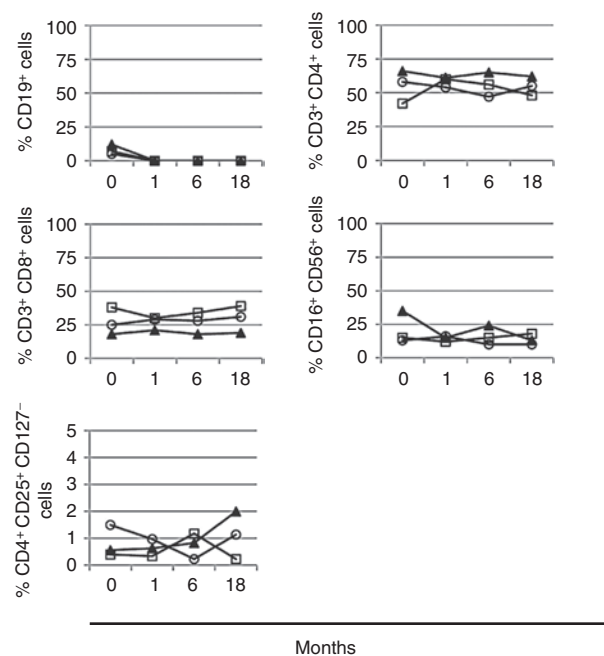 % CD19⁺ cells
100
75
50
25
0
0 1 6 18
% CD3⁺ CD4⁺ cells
100
75
50
25
0
0 1 6 18
% CD3⁺ CD8⁺ cells
100
75
50
25
0
0 1 6 18
% CD16⁺ CD56⁺ cells
100
75
50
25
0
0 1 6 18
% CD4⁺ CD25⁺ CD127⁻
cells
5
4
3
2
1
0
0 1 6 18
Months